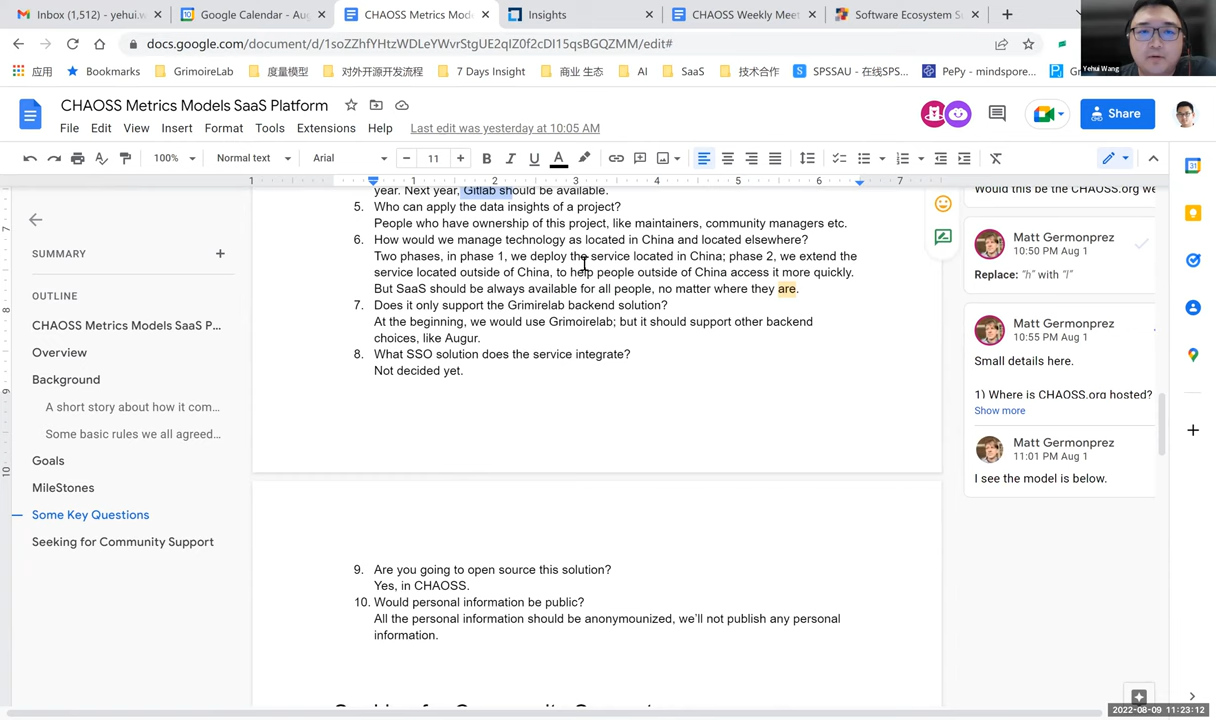 Inbox (1,512) - yehui.w
Google Calendar - Aug
CHAOSS Metrics Mod
Insights
CHAOSS Weekly Meet
Software Ecosystem S
docs.google.com/document/d/1soZZhfYHtzWDLeYWvrStgUE2qIZ0f2cDI15qsBGQZMM/edit#
Yehui Wang
应用
Bookmarks
GrimoireLab
度量模型
对外开源开发流程
7 Days Insight
商业 生态
AI
SaaS
技术合作
SPSSAU - 在线SPS...
PePy - mindspore...
CHAOSS Metrics Models SaaS Platform
File Edit View Insert Format Tools Extensions Help
Last edit was yesterday at 10:05 AM
Share
100%
Normal text
Arial
11
1 1 2 3 4 5 6 7
year. Next year, Gitlab should be available.
5. Who can apply the data insights of a project?
People who have ownership of this project, like maintainers, community managers etc.
6. How would we manage technology as located in China and located elsewhere?
Two phases, in phase 1, we deploy the service located in China; phase 2, we extend the
service located outside of China, to help people outside of China access it more quickly.
But SaaS should be always available for all people, no matter where they are.
7. Does it only support the Grimirelab backend solution?
At the beginning, we would use Grimoirelab; but it should support other backend
choices, like Augur.
8. What SSO solution does the service integrate?
Not decided yet.
9. Are you going to open source this solution?
Yes, in CHAOSS.
10. Would personal information be public?
All the personal information should be anonymounized, we'll not publish any personal
information.
SUMMARY
OUTLINE
CHAOSS Metrics Models SaaS P...
Overview
Background
A short story about how it com...
Some basic rules we all agreed...
Goals
MileStones
Some Key Questions
Seeking for Community Support
7
8
9
10
Would this be the CHAOSS.org we
Matt Germonprez
10:50 PM Aug 1
Replace: "h" with "l"
Matt Germonprez
10:55 PM Aug 1
Small details here.
1) Where is CHAOSS.org hosted?
Show more
Matt Germonprez
11:01 PM Aug 1
I see the model is below.
31
2022-08-09 11:23:12